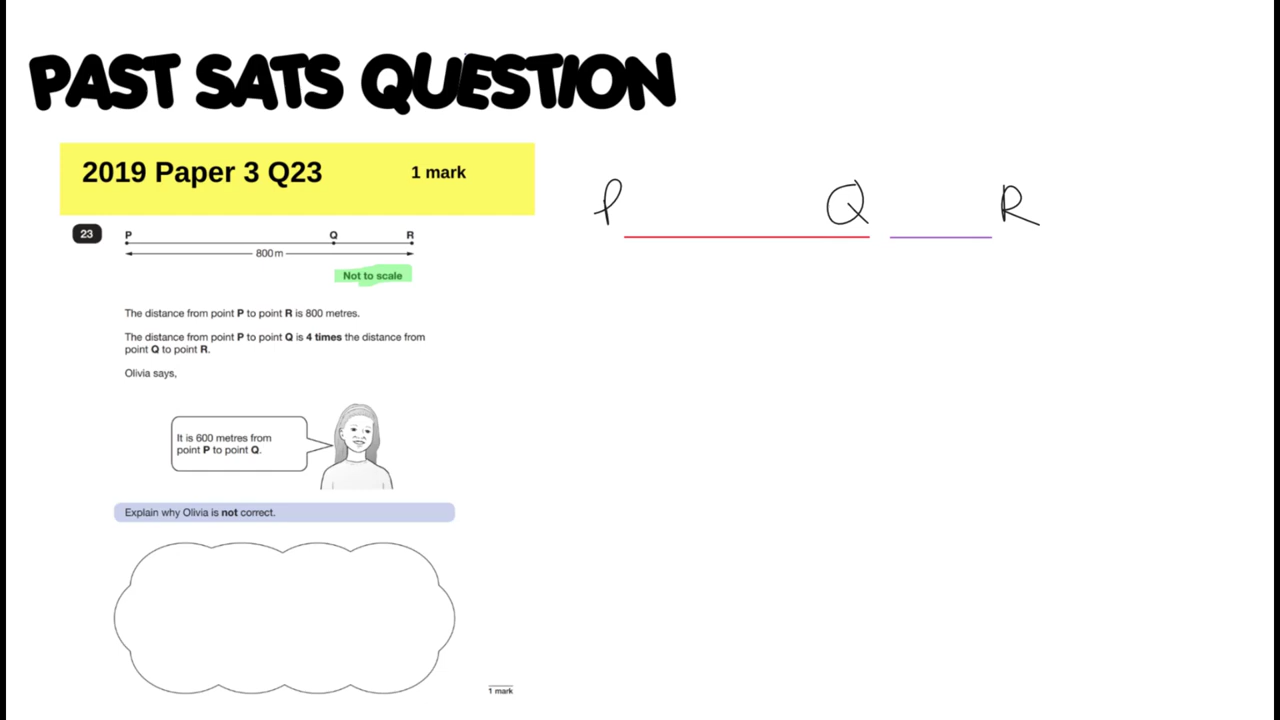 PAST SATS QUESTION
2019 Paper 3 Q23 1 mark
P Q R
23
P Q R
800 m
Not to scale
The distance from point P to point R is 800 metres.
The distance from point P to point Q is 4 times the distance from
point Q to point R.
Olivia says,
It is 600 metres from
point P to point Q.
Explain why Olivia is not correct.
1 mark